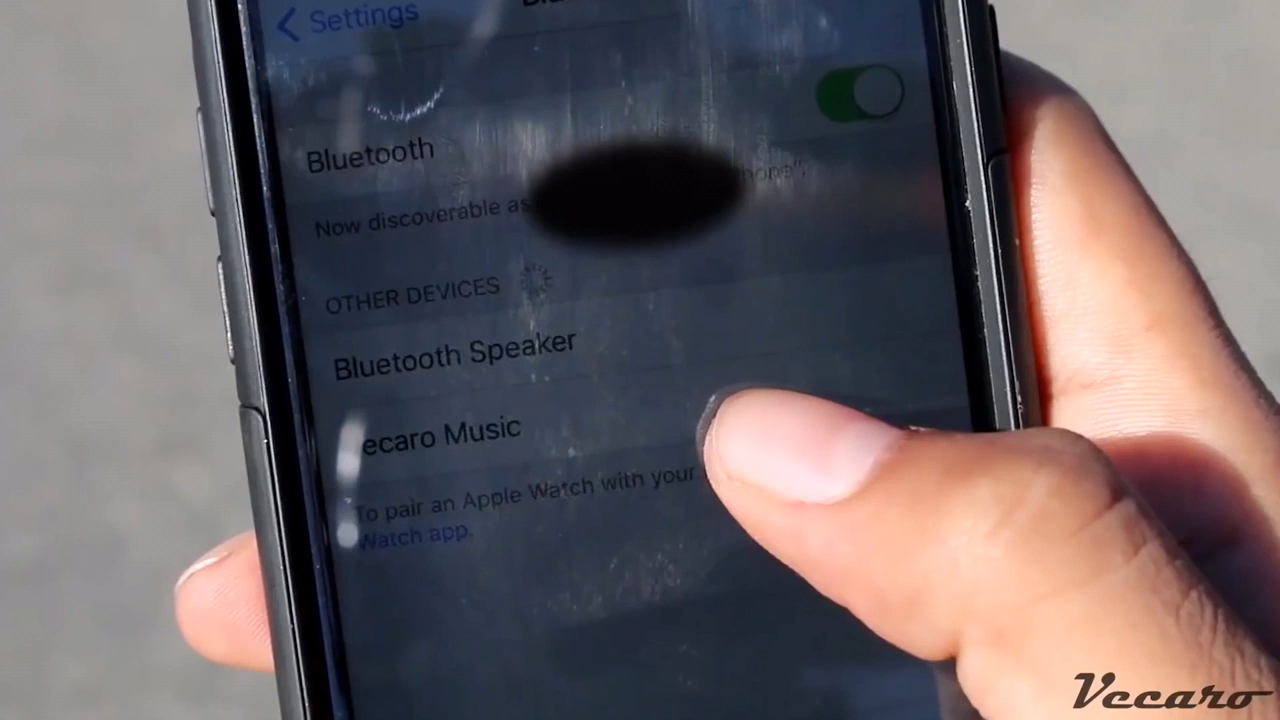 Settings
Bluetooth
Now discoverable as
hone".
OTHER DEVICES
Bluetooth Speaker
ecaro Music
To pair an Apple Watch with your
Watch app.
Vecaro